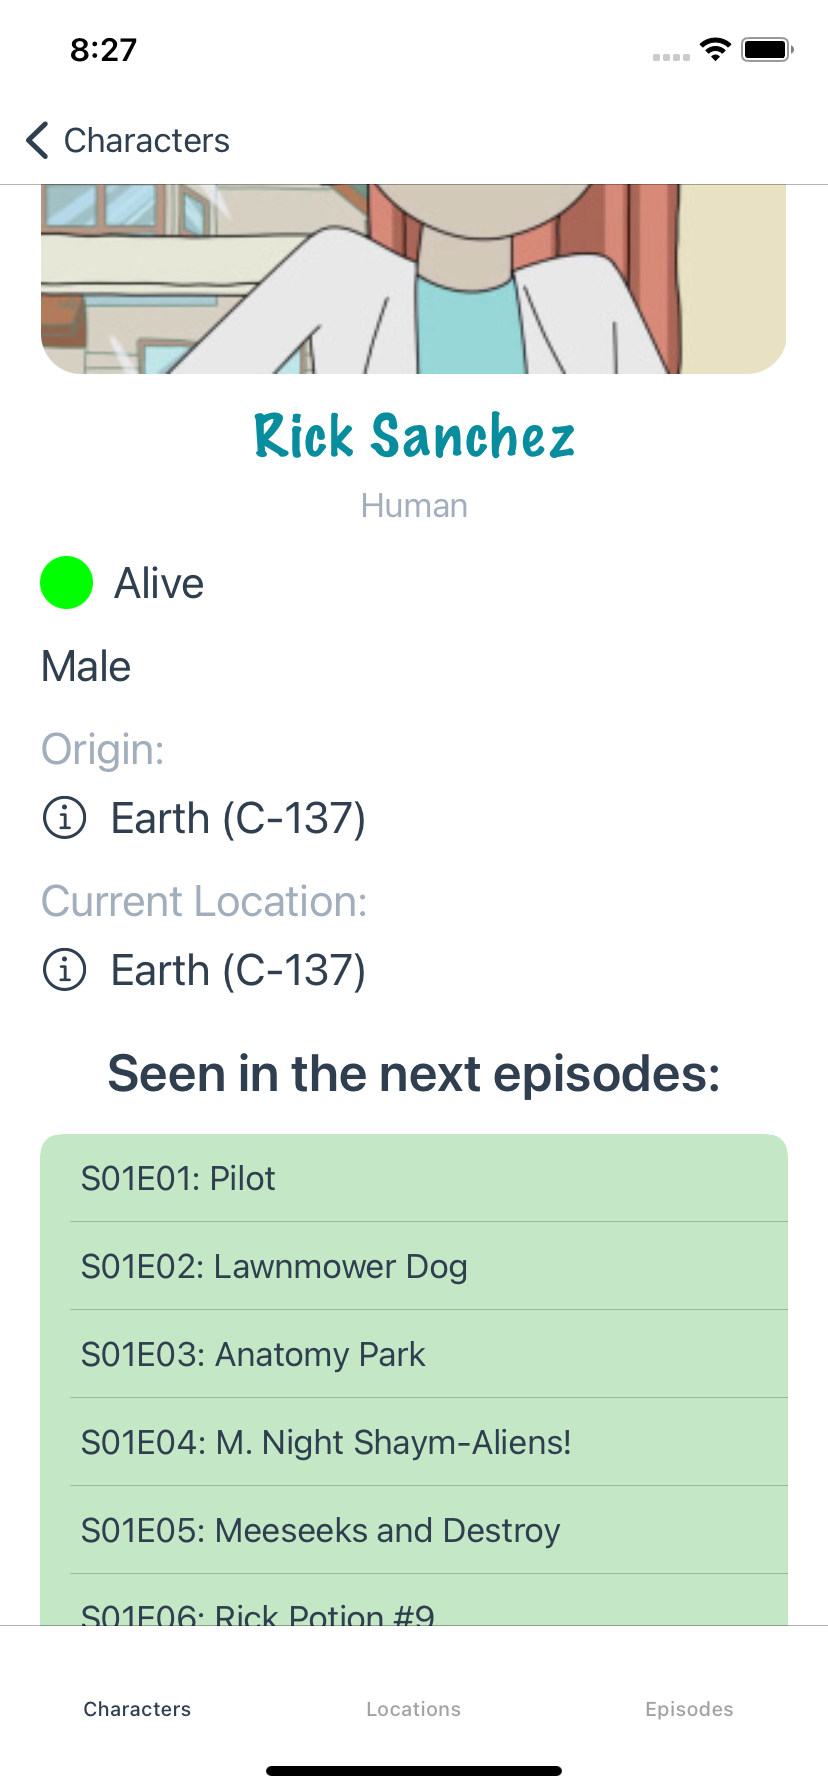 8:27
Characters
Rick Sanchez
Human
Alive
Male
Origin:
Earth (C-137)
Current Location:
Earth (C-137)
Seen in the next episodes:
S01E01: Pilot
S01E02: Lawnmower Dog
S01E03: Anatomy Park
S01E04: M. Night Shaym-Aliens!
S01E05: Meeseeks and Destroy
S01E06: Rick Potion #9
Characters
Locations
Episodes